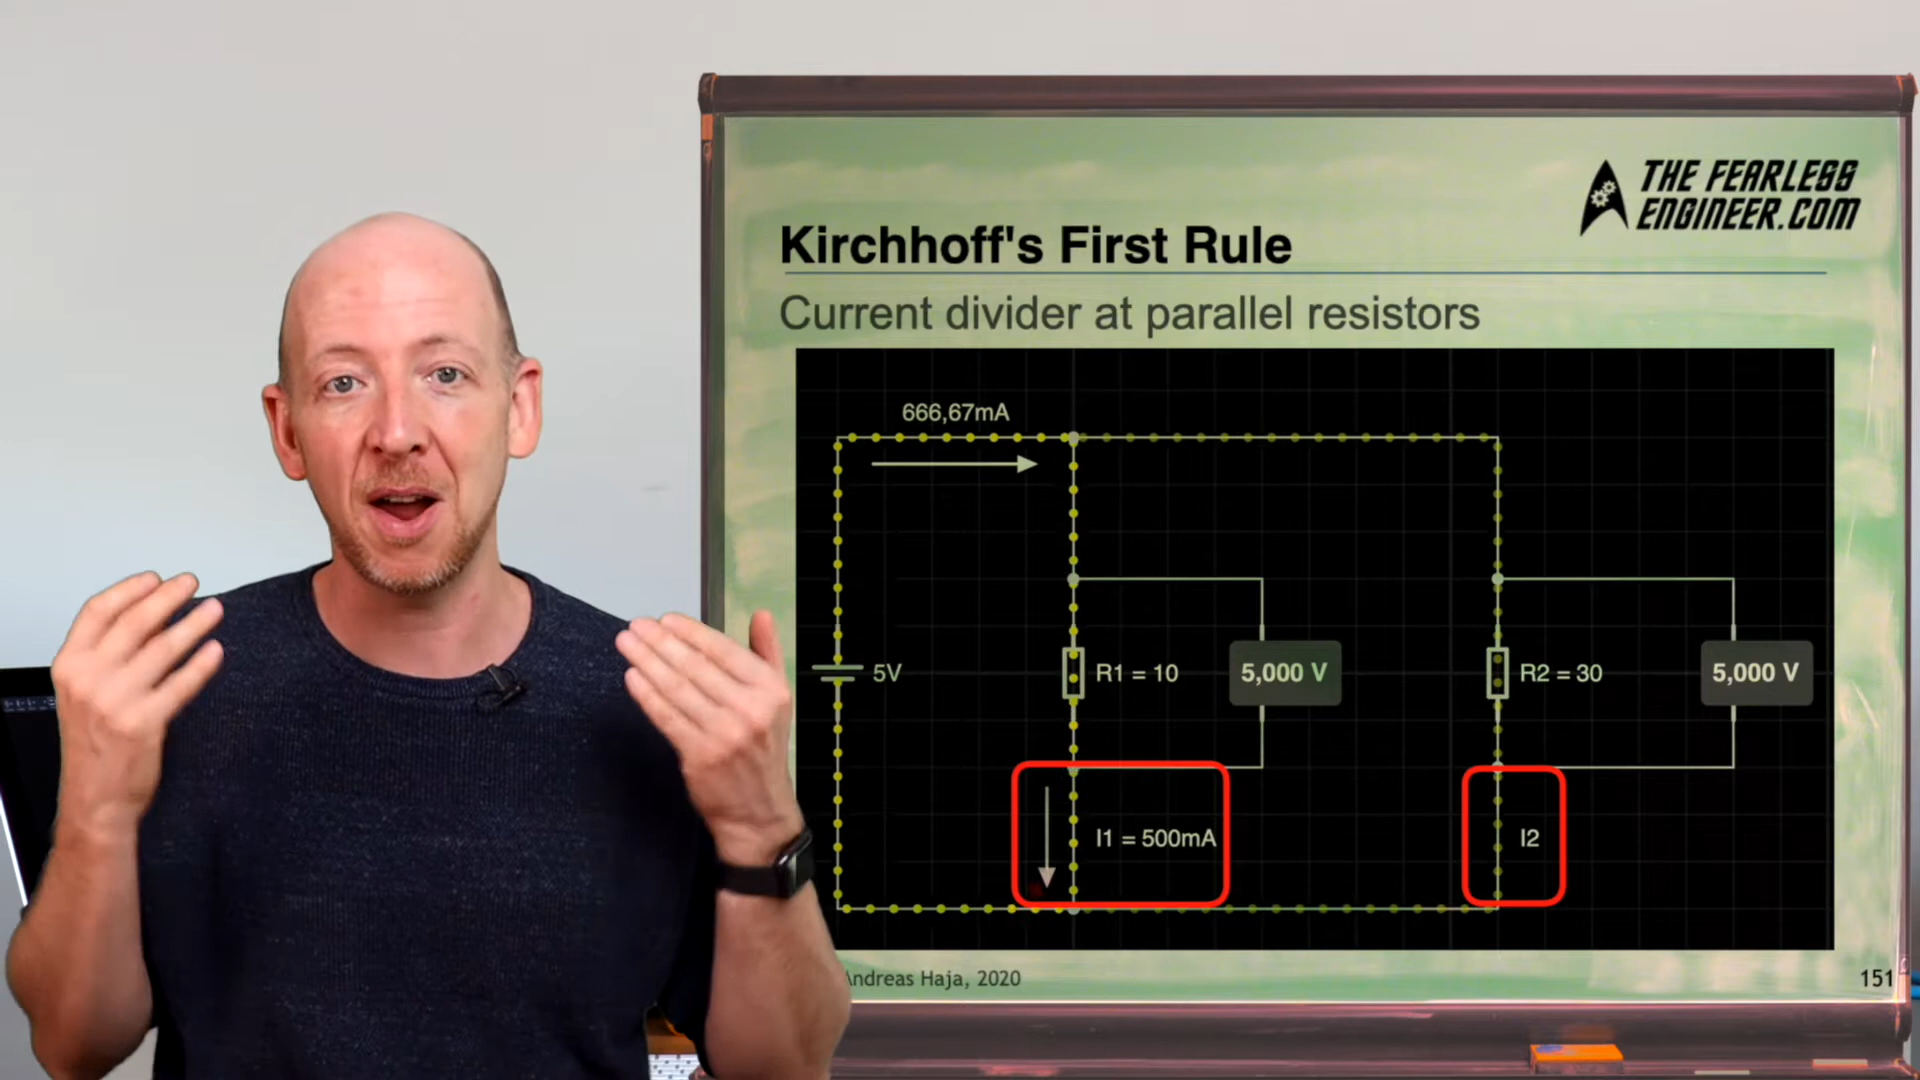 THE FEARLESS
ENGINEER.COM
Kirchhoff's First Rule
Current divider at parallel resistors
666,67mA
5V
R1 = 10
5,000 V
R2 = 30
5,000 V
I1 = 500mA
I2
Andreas Haja, 2020
151